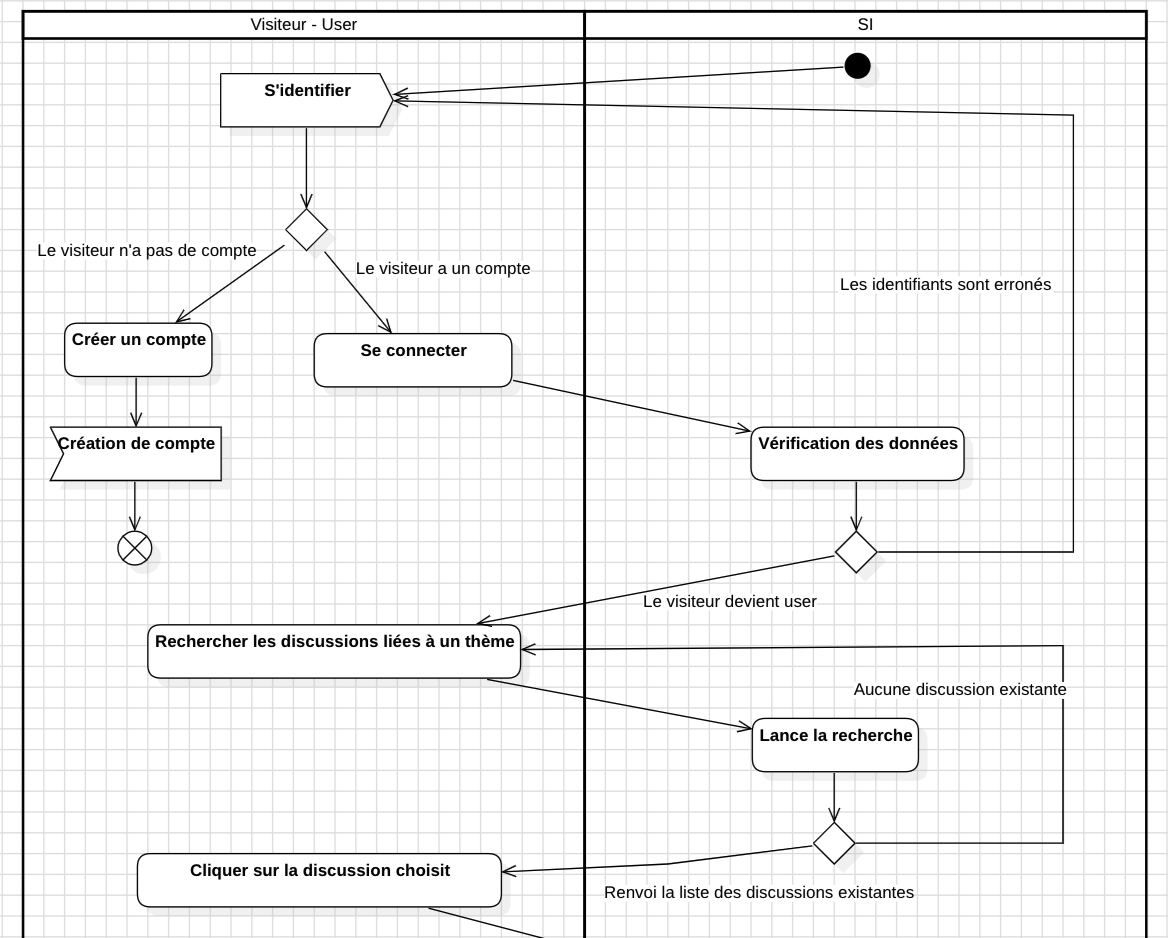 Visiteur - User
SI
S'identifier
Le visiteur n'a pas de compte
Le visiteur a un compte
Les identifiants sont erronés
Créer un compte
Se connecter
Création de compte
Vérification des données
Le visiteur devient user
Rechercher les discussions liées à un thème
Aucune discussion existante
Lance la recherche
Cliquer sur la discussion choisit
Renvoi la liste des discussions existantes